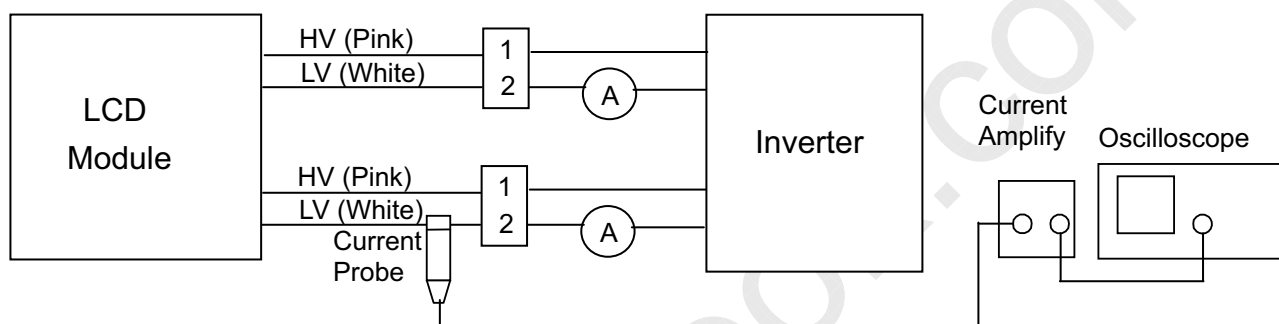 HV (Pink)
1
LV (White)
2
A
LCD
Module
Inverter
HV (Pink)
1
LV (White)
2
A
Current
Probe
Current
Amplify
Oscilloscope